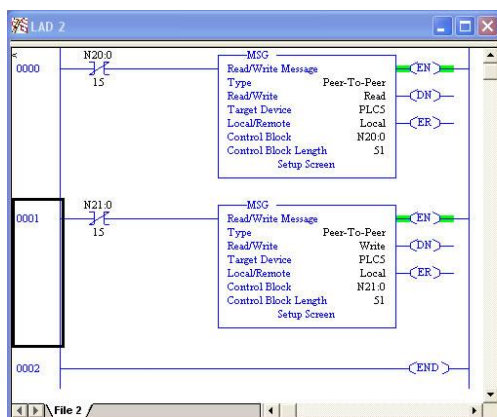 LAD 2
0000
N20:0
15
MSG
Read/Write Message
Type Peer-To-Peer
Read/Write Read
Target Device PLC5
Local/Remote Local
Control Block N20:0
Control Block Length 51
Setup Screen
EN
DN
ER
0001
N21:0
15
MSG
Read/Write Message
Type Peer-To-Peer
Read/Write Write
Target Device PLC5
Local/Remote Local
Control Block N21:0
Control Block Length 51
Setup Screen
EN
DN
ER
0002
END
File 2